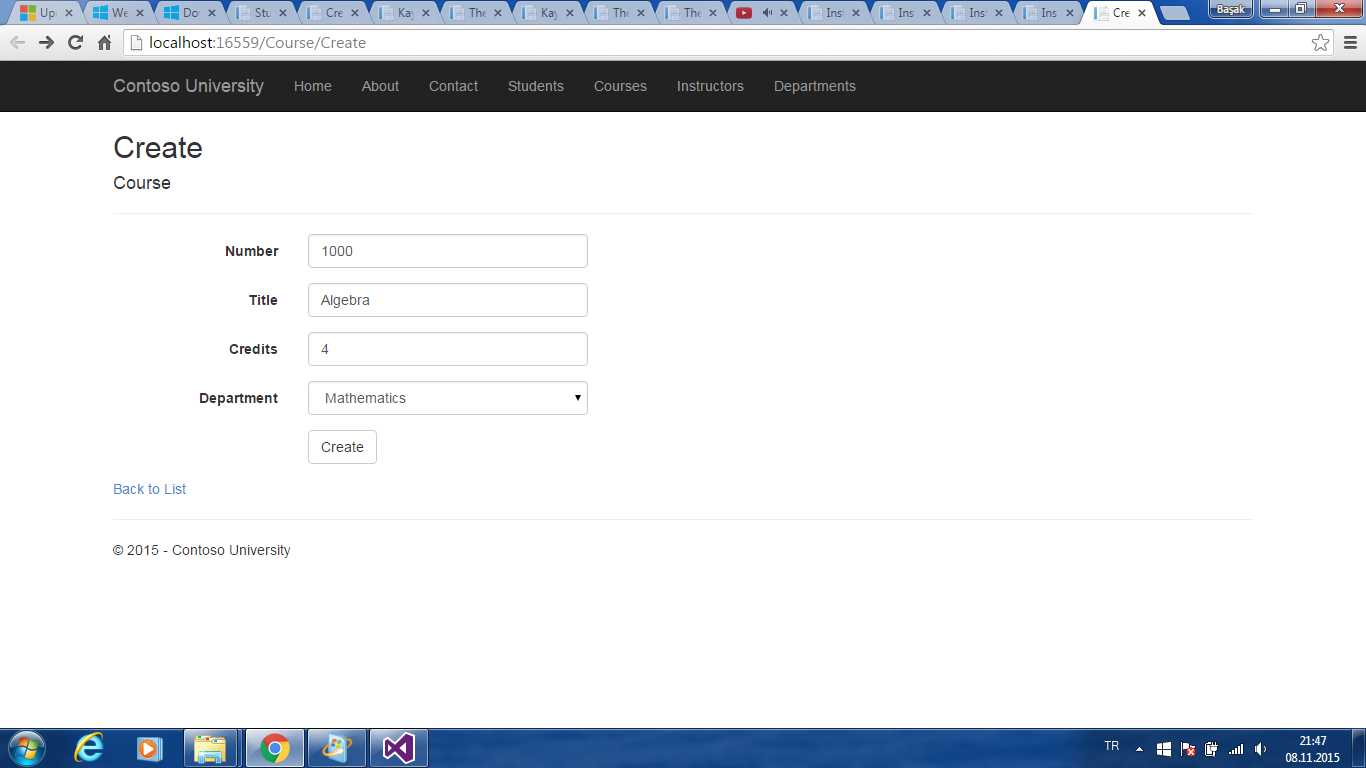 Up We Do Stu Cre Kay The Kay The The Inst Ins Inst Ins Cre Başak
localhost:16559/Course/Create
Contoso University Home About Contact Students Courses Instructors Departments
Create
Course
Number 1000
Title Algebra
Credits 4
Department Mathematics
Create
Back to List
© 2015 - Contoso University
TR 21:47
08.11.2015